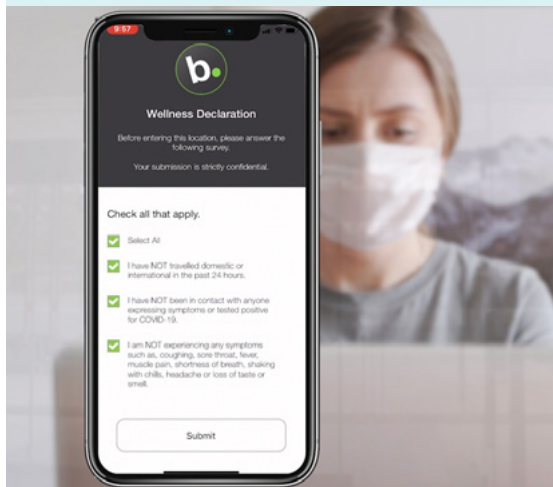 9:57
b.
Wellness Declaration
Before entering this location, please answer the
following survey.
Your submission is strictly confidential.
Check all that apply.
Select All
I have NOT travelled domestic or
international in the past 24 hours.
I have NOT been in contact with anyone
expressing symptoms or tested positive
for COVID-19.
I am NOT experiencing any symptoms
such as, coughing, sore throat, fever,
muscle pain, shortness of breath, shaking
with chills, headache or loss of taste or
smell.
Submit